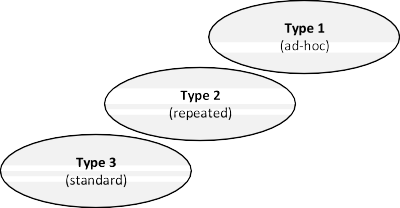 Type 1
(ad-hoc)
Type 2
(repeated)
Type 3
(standard)